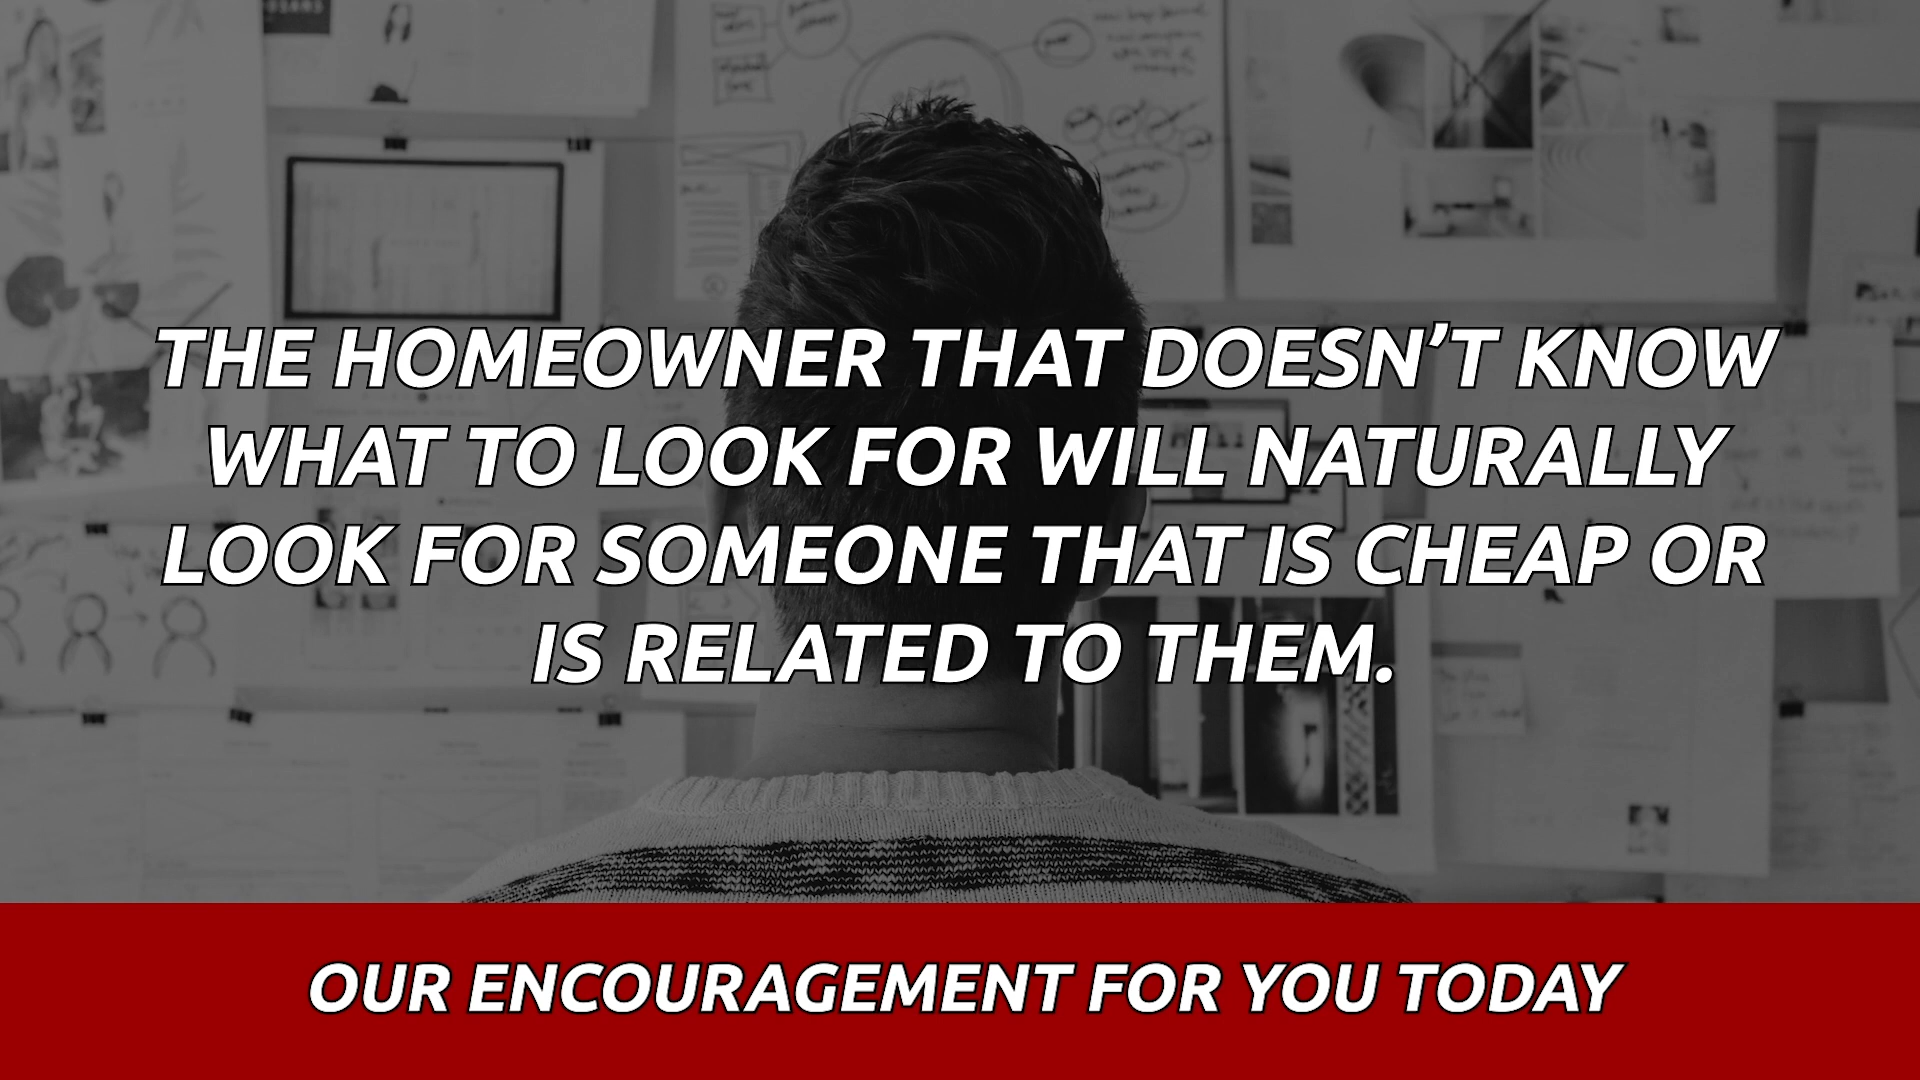 THE HOMEOWNER THAT DOESN’T KNOW
WHAT TO LOOK FOR WILL NATURALLY
LOOK FOR SOMEONE THAT IS CHEAP OR
IS RELATED TO THEM.
OUR ENCOURAGEMENT FOR YOU TODAY